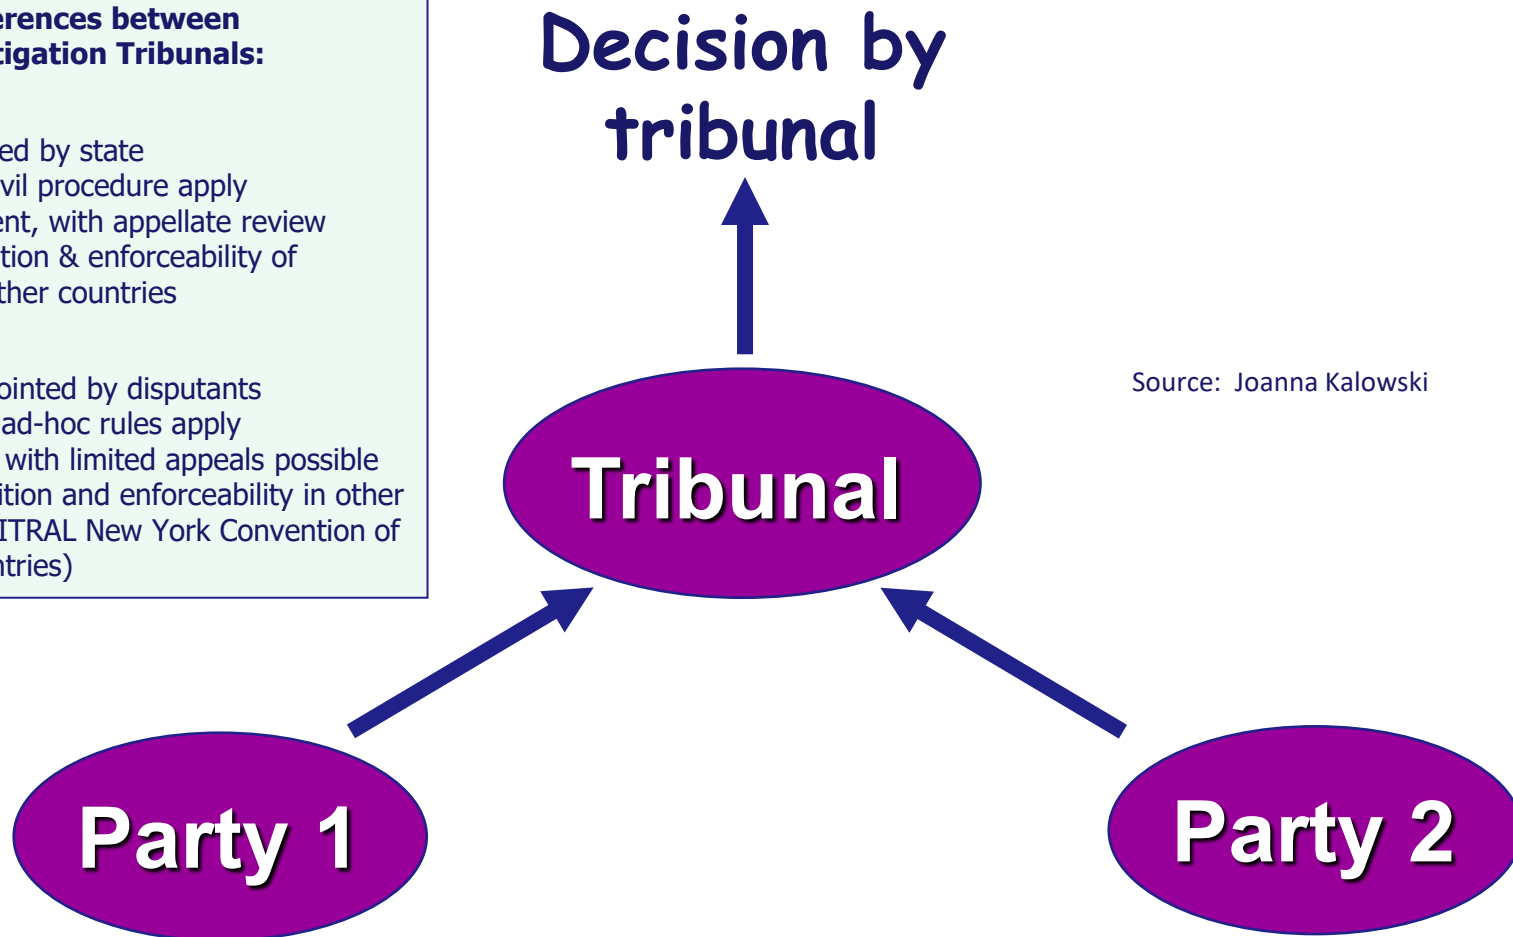 erences between
tigation Tribunals:
ed by state
vil procedure apply
ent, with appellate review
tion & enforceability of
ther countries
ointed by disputants
ad-hoc rules apply
with limited appeals possible
ition and enforceability in other
ITRAL New York Convention of
ntries)
Decision by
tribunal
Source: Joanna Kalowski
Tribunal
Party 1
Party 2